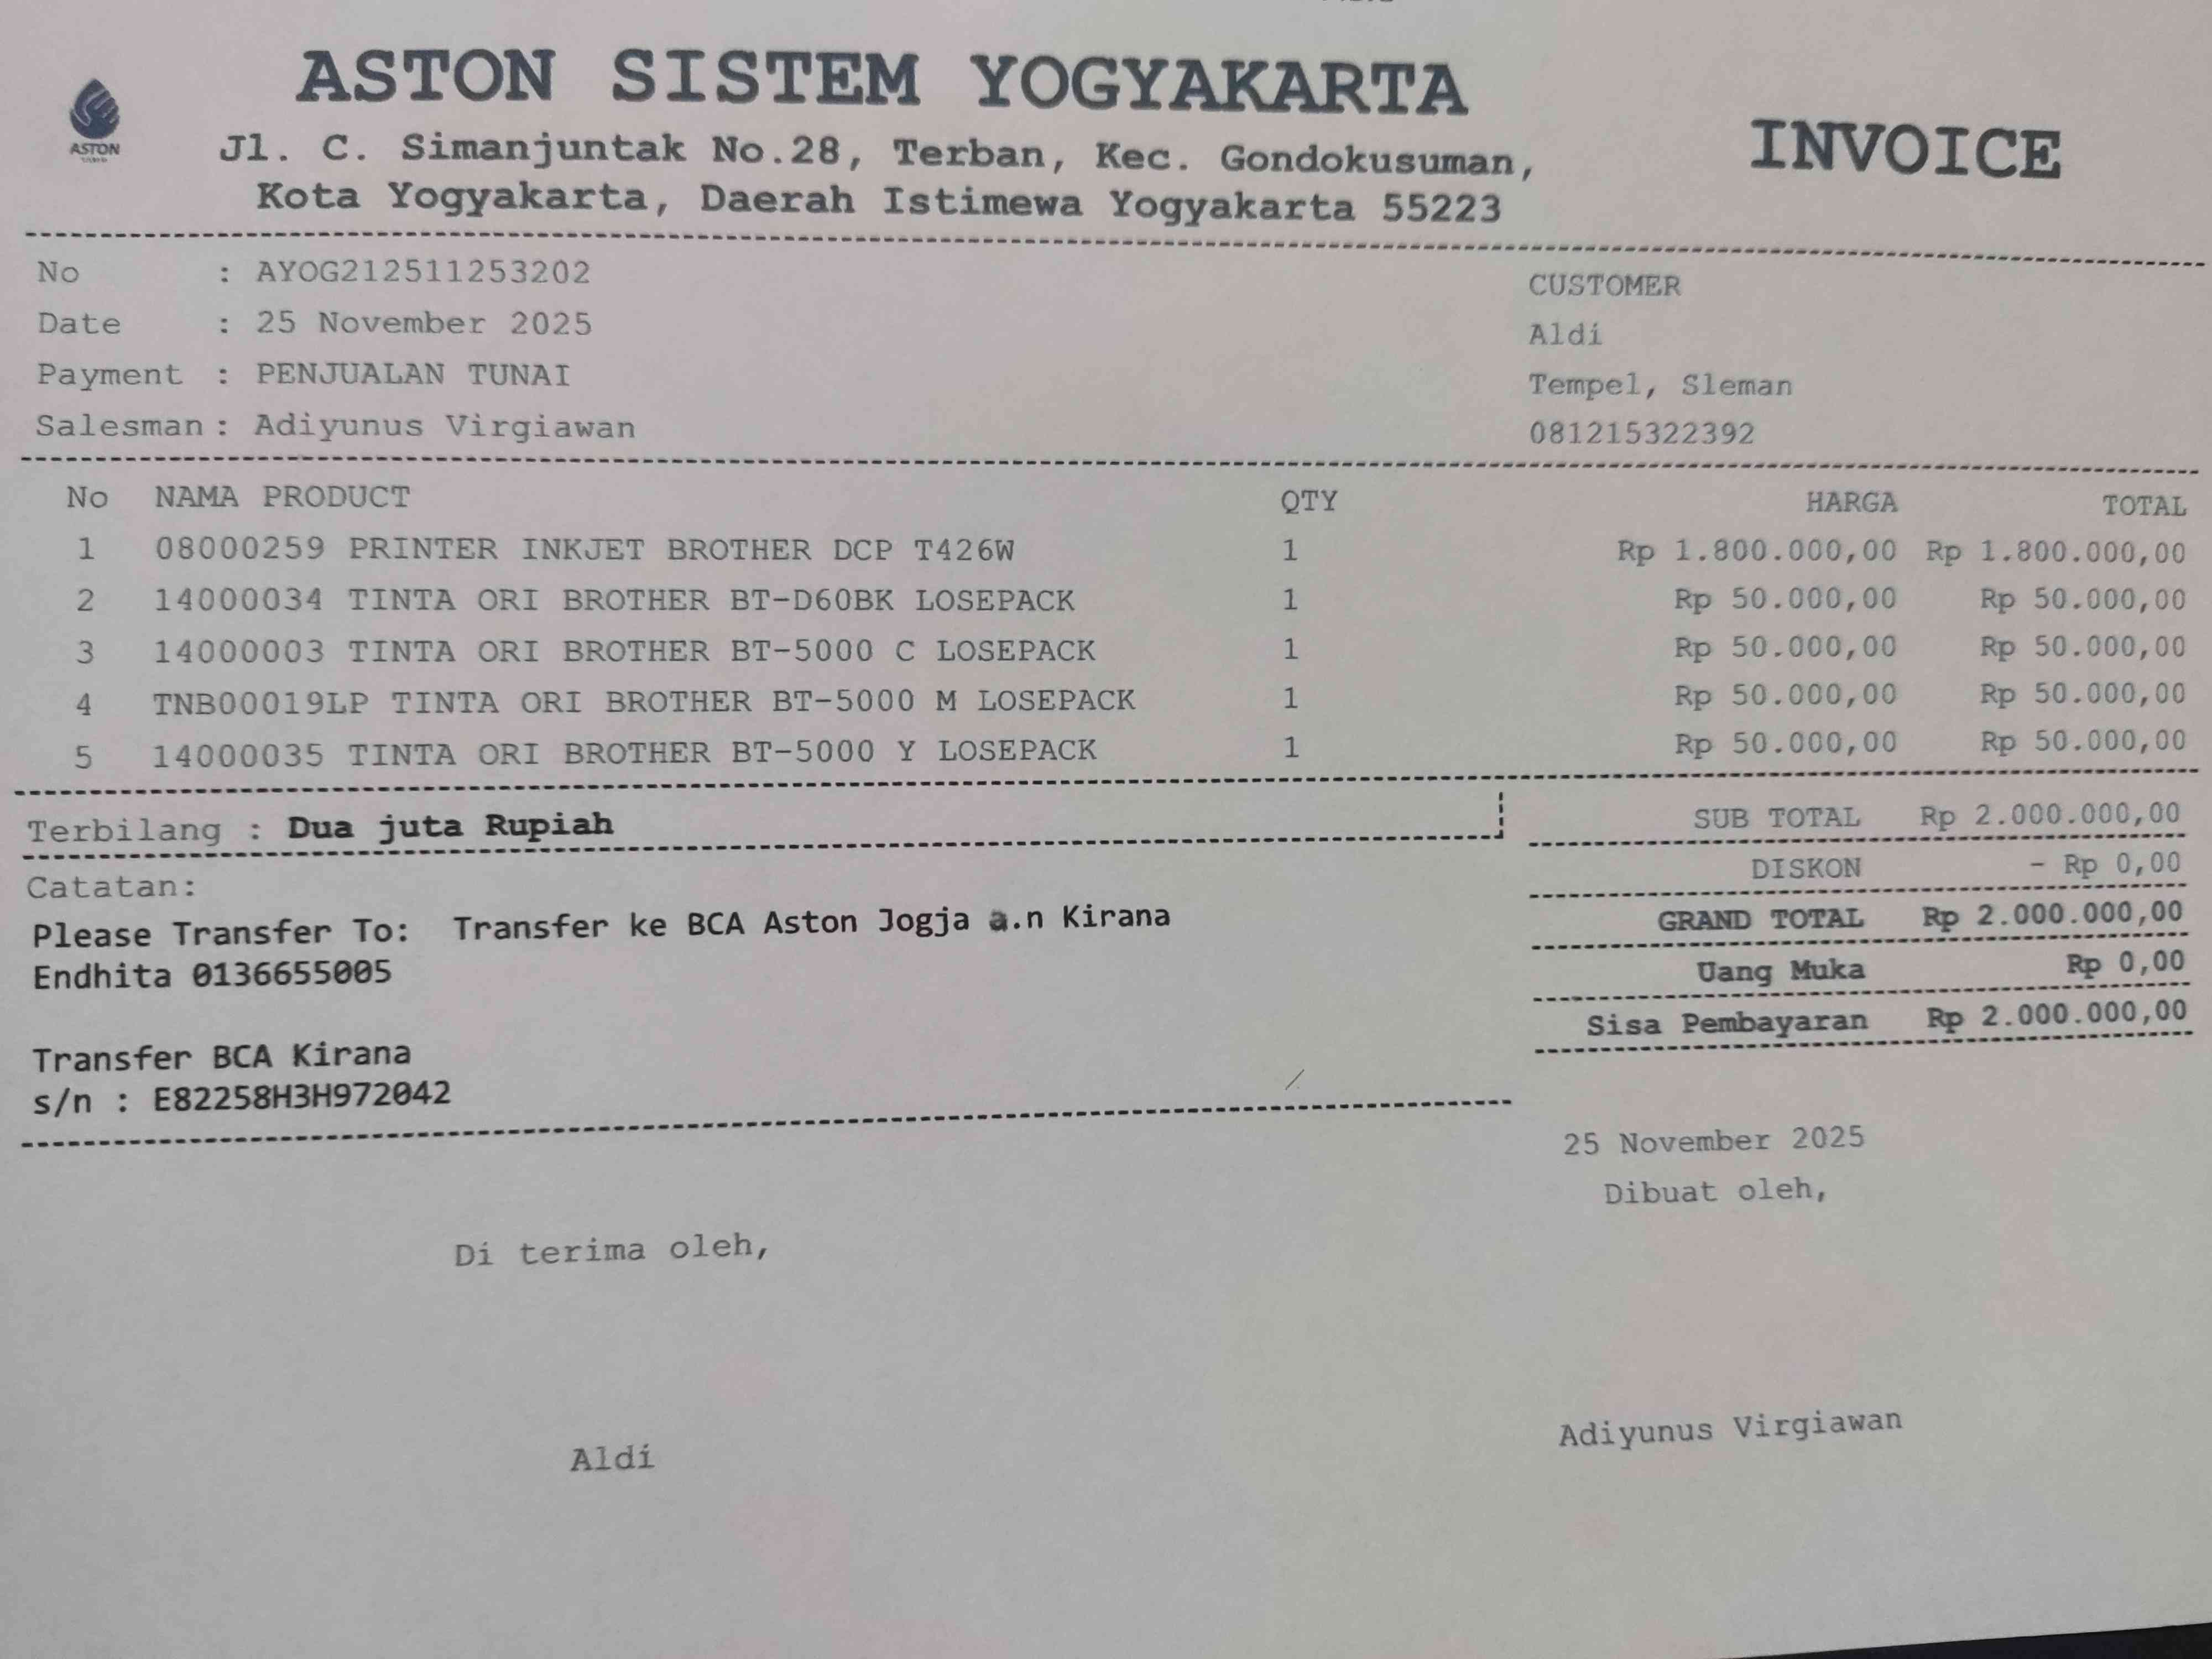 ASTON SISTEM YOGYAKARTA
Jl. C. Simanjuntak No.28, Terban, Kec. Gondokusuman,
Kota Yogyakarta, Daerah Istimewa Yogyakarta 55223
INVOICE
ASTON
No : AYOG212511253202
Date : 25 November 2025
Payment : PENJUALAN TUNAI
Salesman : Adiyunus Virgiawan
CUSTOMER
Aldi
Tempel, Sleman
081215322392
No NAMA PRODUCT QTY HARGA TOTAL
1 08000259 PRINTER INKJET BROTHER DCP T426W 1 Rp 1.800.000,00 Rp 1.800.000,00
2 14000034 TINTA ORI BROTHER BT-D60BK LOSEPACK 1 Rp 50.000,00 Rp 50.000,00
3 14000003 TINTA ORI BROTHER BT-5000 C LOSEPACK 1 Rp 50.000,00 Rp 50.000,00
4 TNB00019LP TINTA ORI BROTHER BT-5000 M LOSEPACK 1 Rp 50.000,00 Rp 50.000,00
5 14000035 TINTA ORI BROTHER BT-5000 Y LOSEPACK 1 Rp 50.000,00 Rp 50.000,00
Terbilang : Dua juta Rupiah
Catatan:
Please Transfer To: Transfer ke BCA Aston Jogja a.n Kirana
Endhita 0136655005
Transfer BCA Kirana
s/n : E82258H3H972042
SUB TOTAL Rp 2.000.000,00
DISKON - Rp 0,00
GRAND TOTAL Rp 2.000.000,00
Uang Muka Rp 0,00
Sisa Pembayaran Rp 2.000.000,00
25 November 2025
Dibuat oleh,
Di terima oleh,
Adiyunus Virgiawan
Aldi